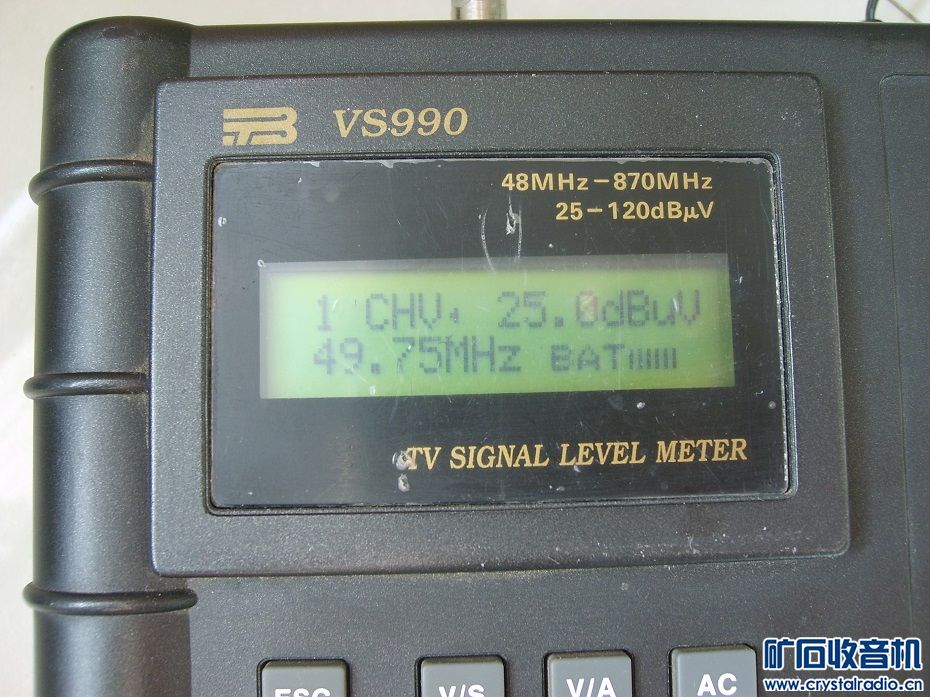 TB VS990
48MHz-870MHz
25-120dBµV
1 CHV 25.0dBuV
49.75MHz BAT
TV SIGNAL LEVEL METER
ESC V/S V/A AC
矿石收音机
www.crystalradio.cn